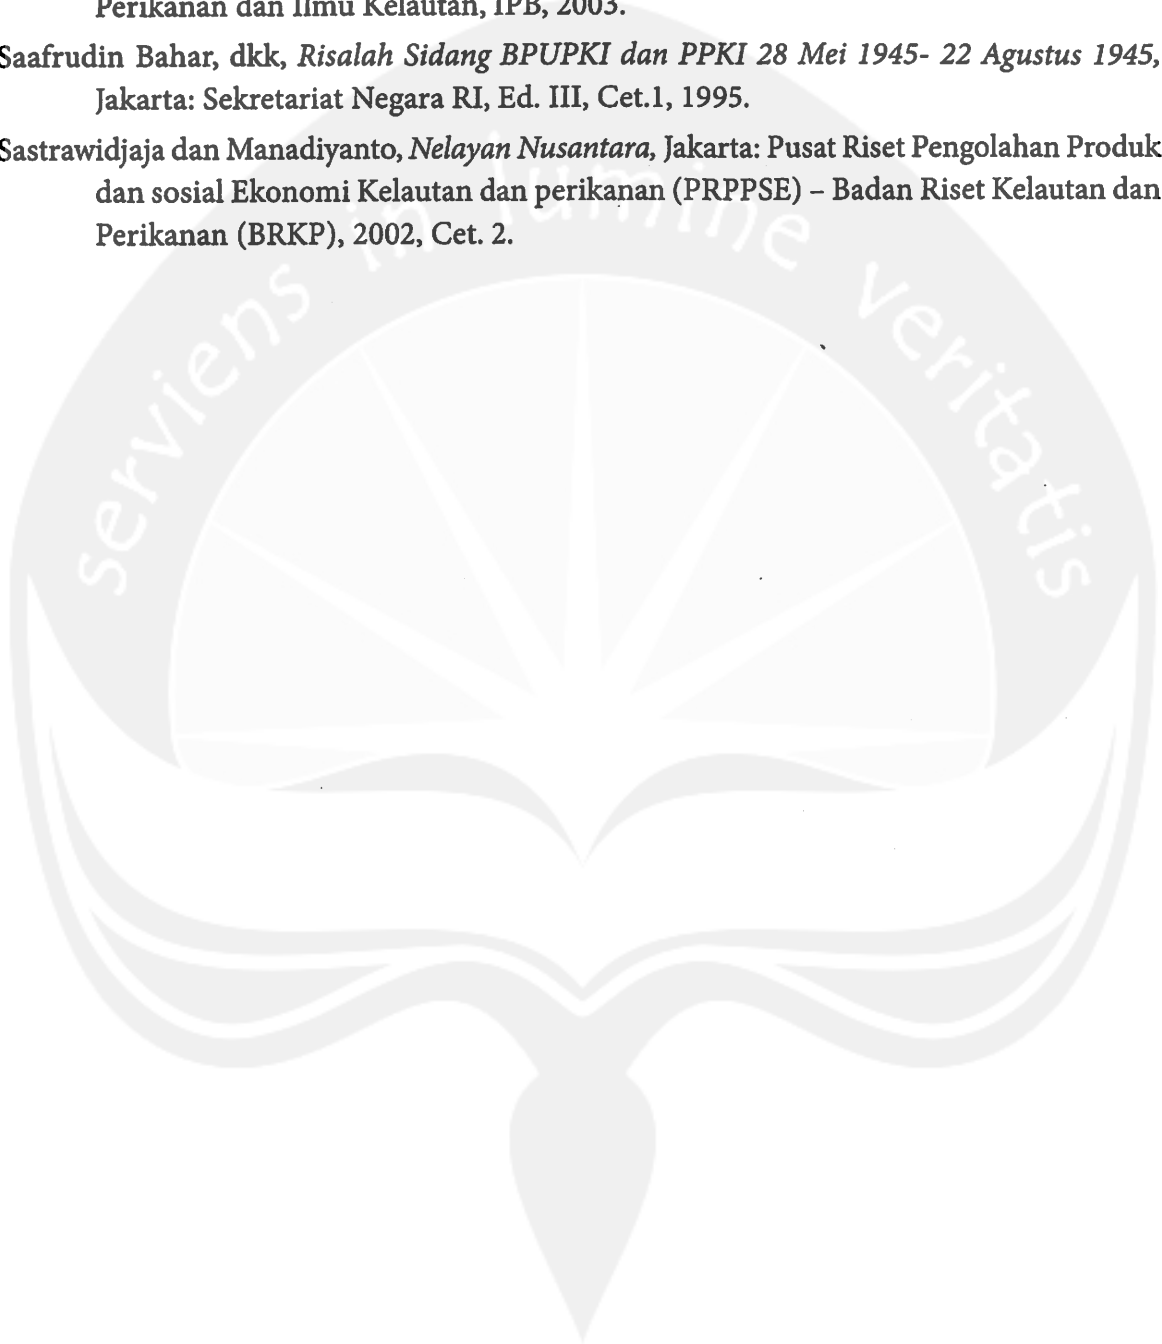 Perikanan dan Ilmu Kelautan, IPB, 2003.
Saafrudin Bahar, dkk, Risalah Sidang BPUPKI dan PPKI 28 Mei 1945- 22 Agustus 1945,
Jakarta: Sekretariat Negara RI, Ed. III, Cet.1, 1995.
Sastrawidjaja dan Manadiyanto, Nelayan Nusantara, Jakarta: Pusat Riset Pengolahan Produk
dan sosial Ekonomi Kelautan dan perikanan (PRPPSE) – Badan Riset Kelautan dan
Perikanan (BRKP), 2002, Cet. 2.
serviens in lumine veritatis